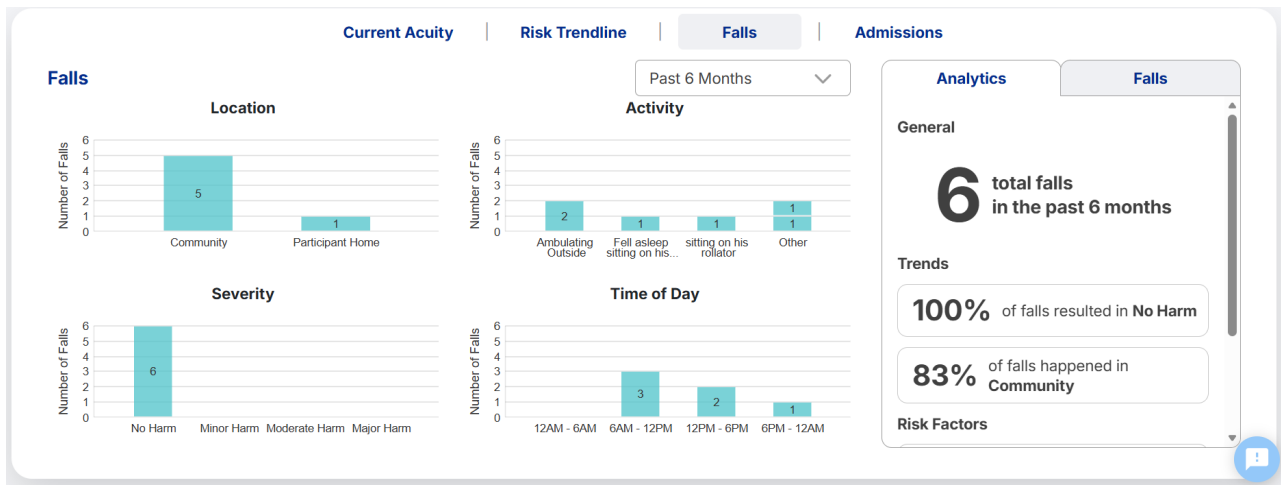 Current Acuity
Risk Trendline
Falls
Admissions
Falls
Past 6 Months
Location
Number of Falls
6
5
4
3
2
1
0
5
1
Community
Participant Home
Activity
Number of Falls
6
5
4
3
2
1
0
2
1
1
1
1
Ambulating
Outside
Fell asleep
sitting on his...
sitting on his
rollator
Other
Severity
Number of Falls
6
5
4
3
2
1
0
6
No Harm
Minor Harm
Moderate Harm
Major Harm
Time of Day
Number of Falls
6
5
4
3
2
1
0
3
2
1
12AM - 6AM
6AM - 12PM
12PM - 6PM
6PM - 12AM
Analytics
Falls
General
6
total falls
in the past 6 months
Trends
100% of falls resulted in No Harm
83%
of falls happened in
Community
Risk Factors